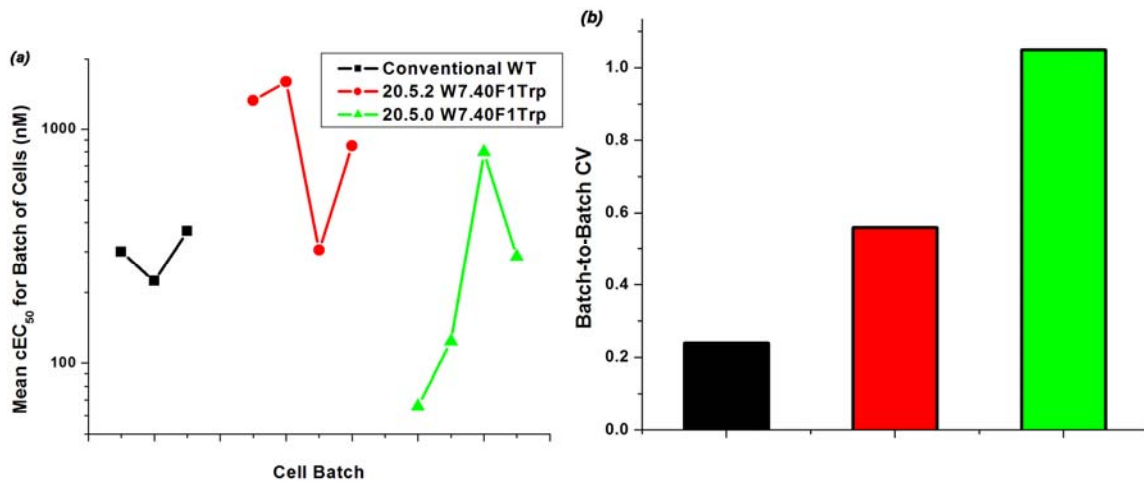 (a)
Mean cEC50 for Batch of Cells (nM)
1000
100
Conventional WT
20.5.2 W7.40F1Trp
20.5.0 W7.40F1Trp
Cell Batch
(b)
Batch-to-Batch CV
1.0
0.8
0.6
0.4
0.2
0.0